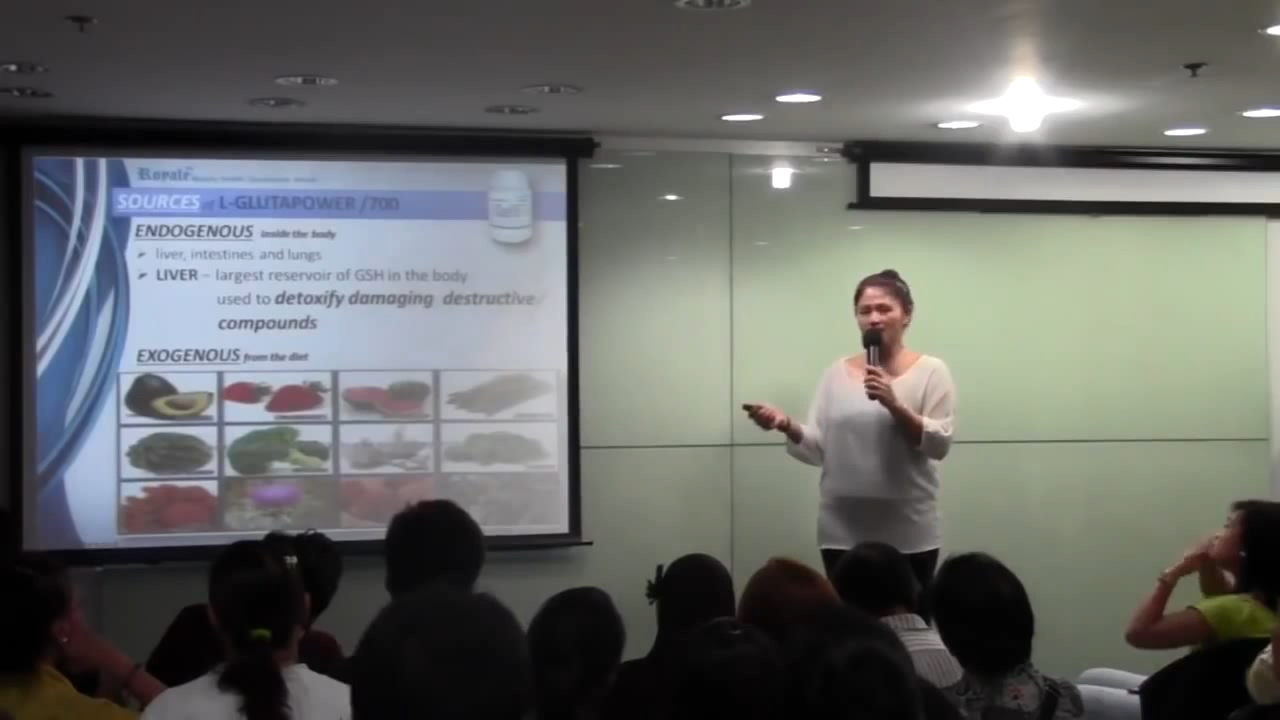 Royale
SOURCES of L-GLUTAPOWER /700
ENDOGENOUS inside the body
liver, intestines and lungs
LIVER – largest reservoir of GSH in the body
used to detoxify damaging destructive
compounds
EXOGENOUS from the diet